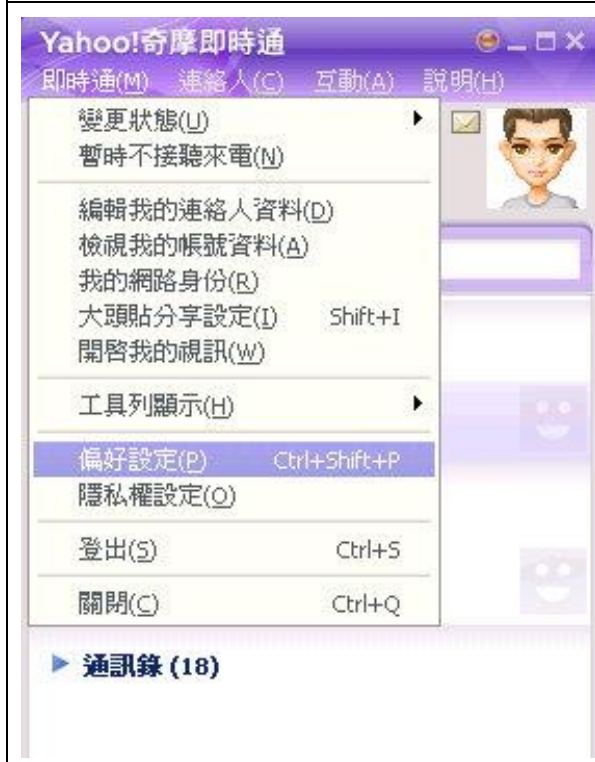 Yahoo!奇摩即時通
即時通(M) 連絡人(C) 互動(A) 說明(H)
變更狀態(U)
暫時不接聽來電(N)
編輯我的連絡人資料(D)
檢視我的帳號資料(A)
我的網路身份(R)
大頭貼分享設定(I) Shift+I
開啓我的視訊(W)
工具列顯示(H)
偏好設定(P) Ctrl+Shift+P
隱私權設定(O)
登出(S) Ctrl+S
關閉(C) Ctrl+Q
通訊錄 (18)